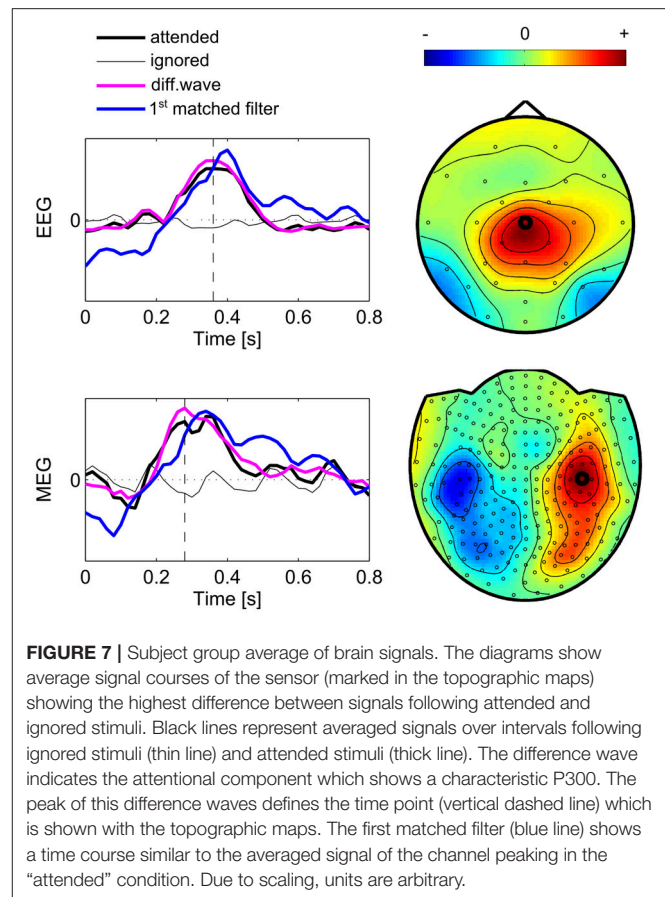 attended
ignored
diff.wave
1st matched filter
- 0 +
EEG
0
0 0.2 0.4 0.6 0.8
Time [s]
MEG
0
0 0.2 0.4 0.6 0.8
Time [s]
FIGURE 7 | Subject group average of brain signals. The diagrams show
average signal courses of the sensor (marked in the topographic maps)
showing the highest difference between signals following attended and
ignored stimuli. Black lines represent averaged signals over intervals following
ignored stimuli (thin line) and attended stimuli (thick line). The difference wave
indicates the attentional component which shows a characteristic P300. The
peak of this difference waves defines the time point (vertical dashed line) which
is shown with the topographic maps. The first matched filter (blue line) shows
a time course similar to the averaged signal of the channel peaking in the
“attended” condition. Due to scaling, units are arbitrary.